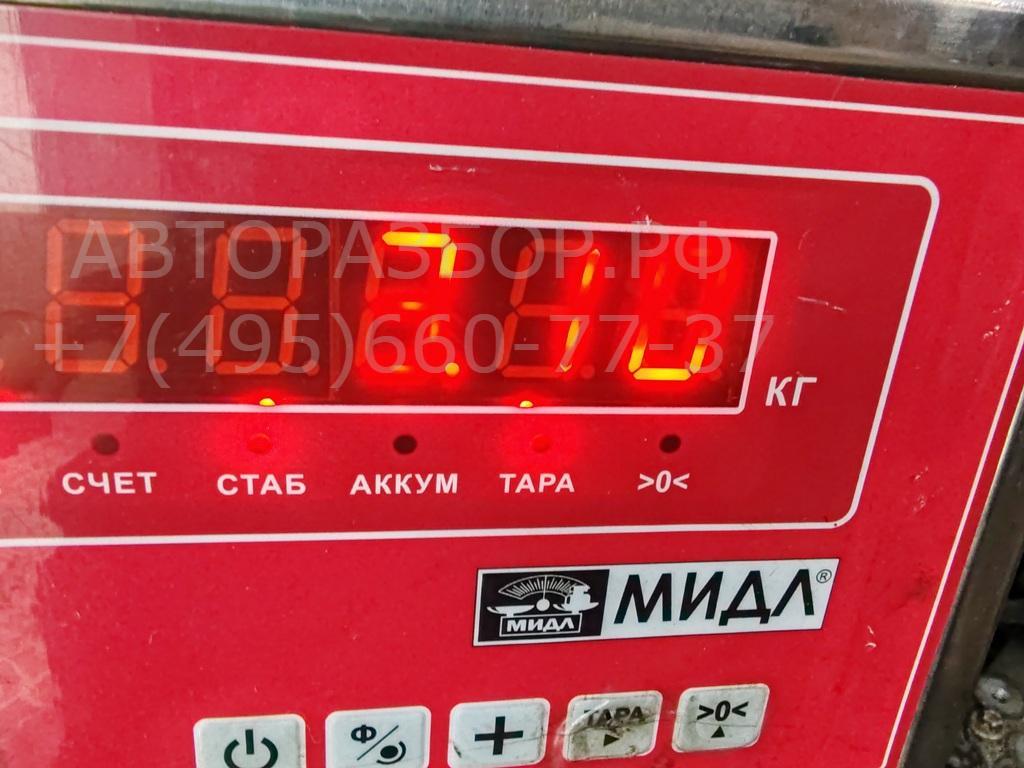 АВТОРАЗБОР.РФ
+7(495)660-77-37
КГ
СЧЕТ СТАБ АККУМ ТАРА >0<
МИДЛ МИДЛ®
Ф/ + ТАРА >0<